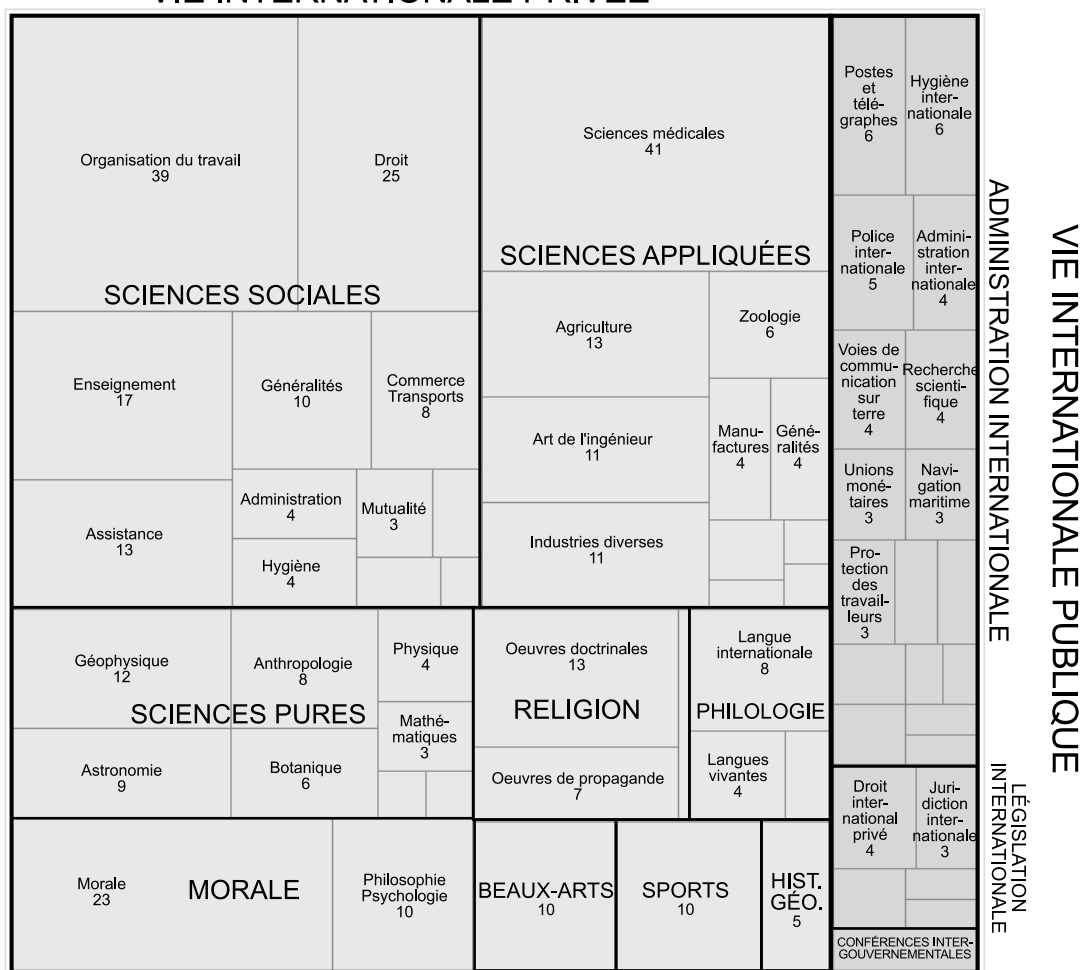 VIE INTERNATIONALE PRIVÉE
Organisation du travail
39
Droit
25
SCIENCES SOCIALES
Enseignement
17
Généralités
10
Commerce
Transports
8
Assistance
13
Administration
4
Hygiène
4
Mutualité
3
Sciences médicales
41
SCIENCES APPLIQUÉES
Agriculture
13
Zoologie
6
Art de l'ingénieur
11
Manu-
factures
4
Géné-
ralités
4
Industries diverses
11
Géophysique
12
Anthropologie
8
Physique
4
SCIENCES PURES
Mathé-
matiques
3
Astronomie
9
Botanique
6
Oeuvres doctrinales
13
RELIGION
Oeuvres de propagande
7
Langue
internationale
8
PHILOLOGIE
Langues
vivantes
4
Morale
23
MORALE
Philosophie
Psychologie
10
BEAUX-ARTS
10
SPORTS
10
HIST.
GÉO.
5
Postes
et
télé-
graphes
6
Hygiène
inter-
nationale
6
Police
inter-
nationale
5
Admini-
stration
inter-
nationale
4
Voies de
commu-
nication
sur
terre
4
Recherche
scienti-
fique
4
Unions
moné-
taires
3
Navi-
gation
maritime
3
Pro-
tection
des
travail-
leurs
3
Droit
inter-
national
privé
4
Juri-
diction
inter-
nationale
3
CONFÉRENCES INTER-
GOUVERNEMENTALES
ADMINISTRATION INTERNATIONALE
LÉGISLATION
INTERNATIONALE
VIE INTERNATIONALE PUBLIQUE